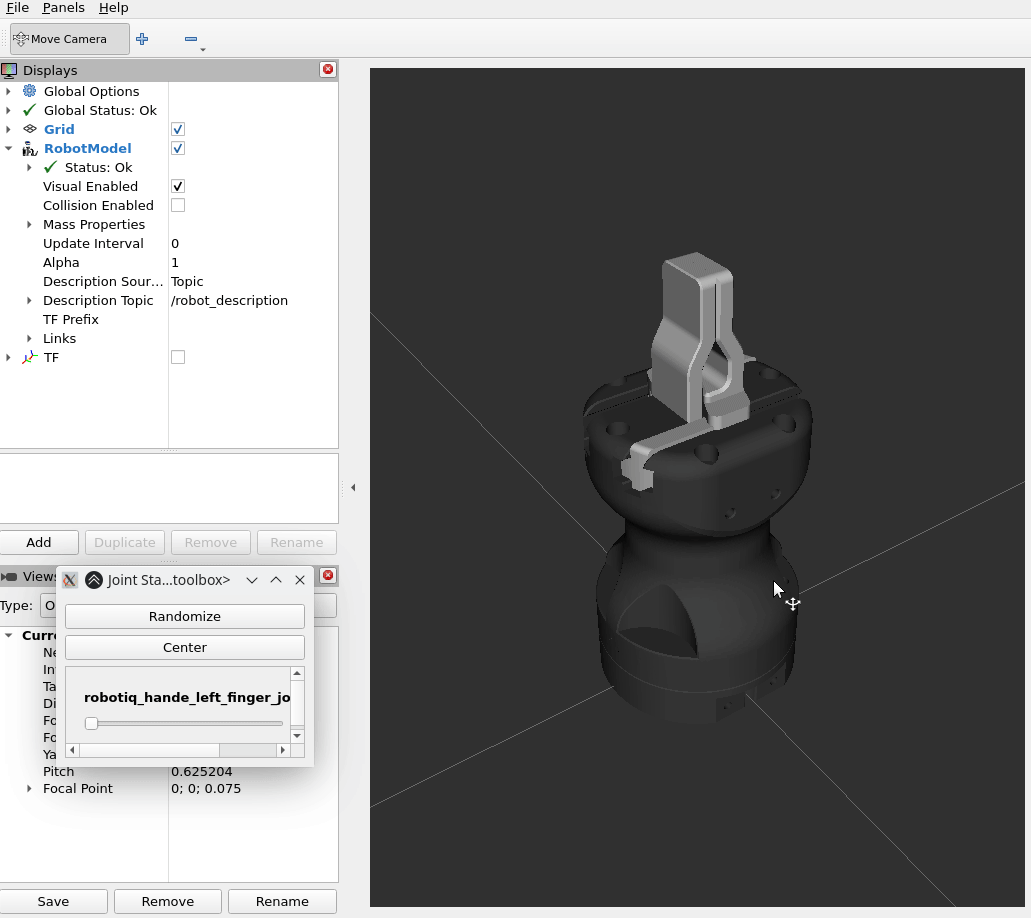 File Panels Help
Move Camera
Displays
Global Options
Global Status: Ok
Grid
RobotModel
Status: Ok
Visual Enabled
Collision Enabled
Mass Properties
Update Interval 0
Alpha 1
Description Sour... Topic
Description Topic /robot_description
TF Prefix
Links
TF
Add Duplicate Remove Rename
Views
Joint Sta...toolbox>
Type: O
Randomize
Center
Curre
Ne
In
Ta
robotiq_hande_left_finger_jo
Di
Fo
Fo
Ya
Pitch 0.625204
Focal Point 0; 0; 0.075
Save Remove Rename